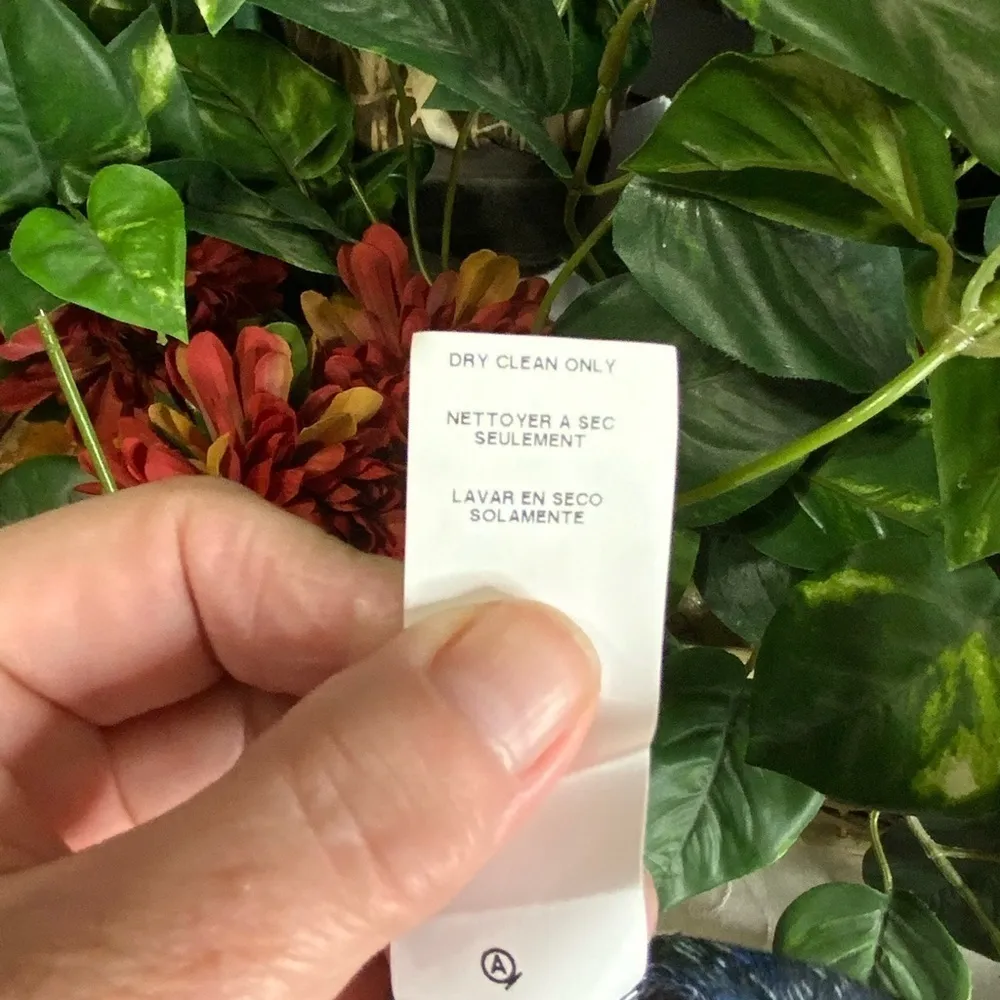 DRY CLEAN ONLY
NETTOYER A SEC
SEULEMENT
LAVAR EN SECO
SOLAMENTE
A